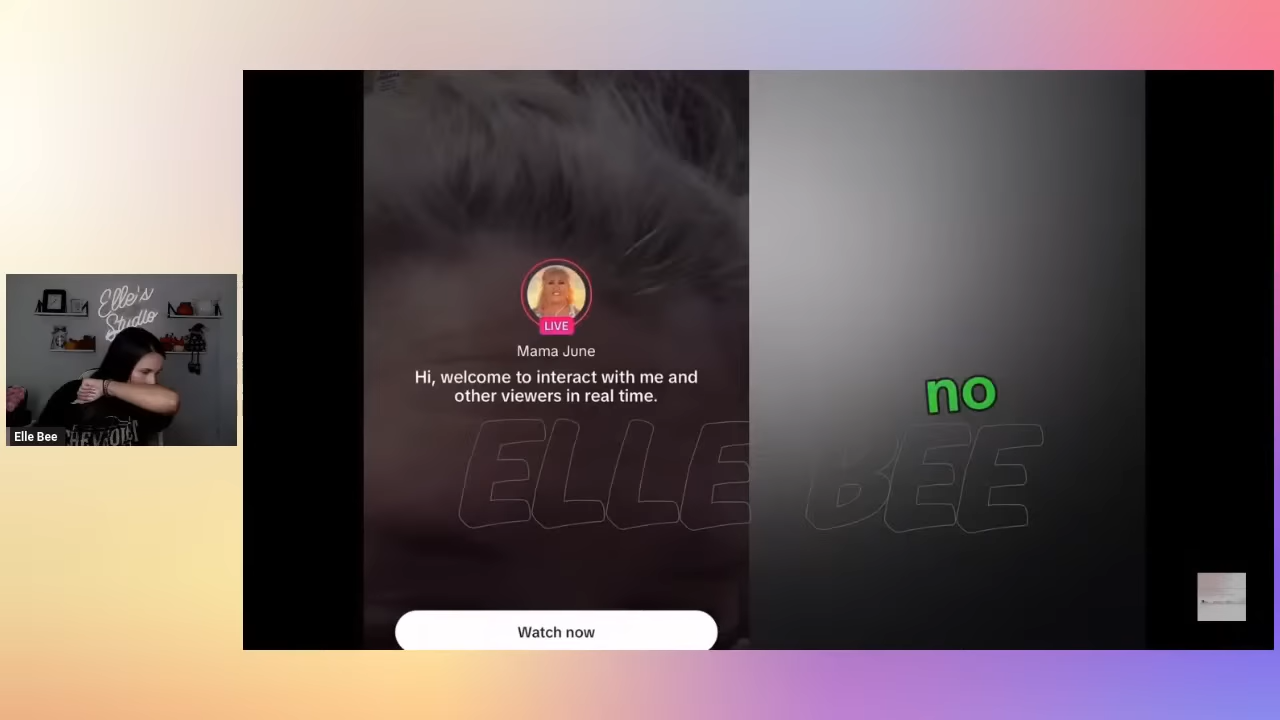 Elle's
Studio
Elle Bee
LIVE
Mama June
Hi, welcome to interact with me and
other viewers in real time.
no
ELLE BEE
Watch now